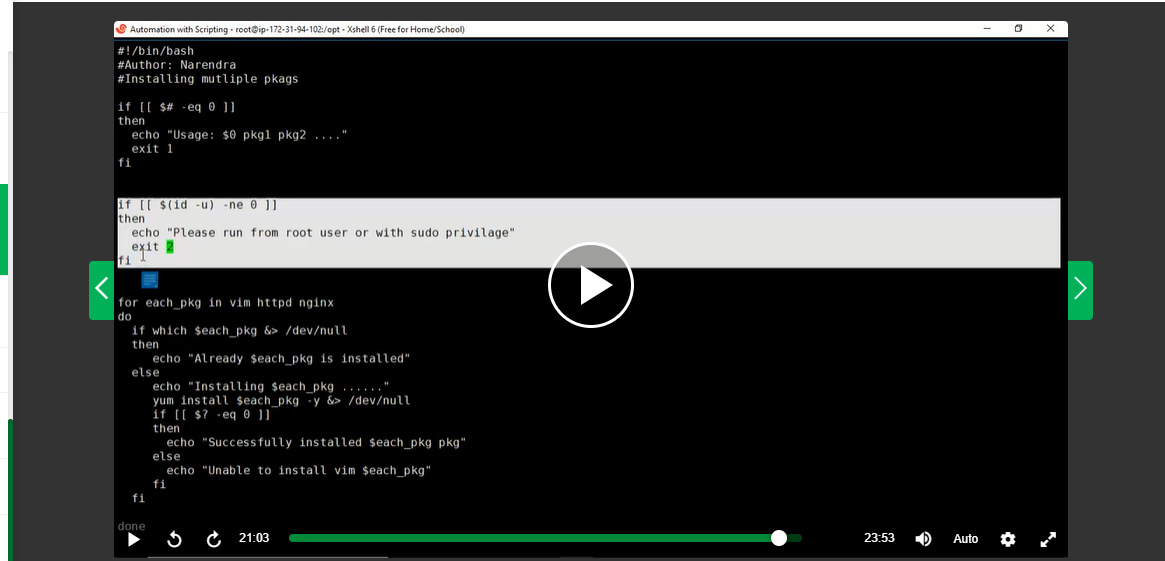 Automation with Scripting - root@ip-172-31-94-102:/opt - Xshell 6 (Free for Home/School)
#!/bin/bash
#Author: Narendra
#Installing mutliple pkags
if [[ $# -eq 0 ]]
then
echo "Usage: $0 pkg1 pkg2 ...."
exit 1
fi
if [[ $(id -u) -ne 0 ]]
then
echo "Please run from root user or with sudo privilage"
exit 2
fi
for each_pkg in vim httpd nginx
do
if which $each_pkg &> /dev/null
then
echo "Already $each_pkg is installed"
else
echo "Installing $each_pkg ......"
yum install $each_pkg -y &> /dev/null
if [[ $? -eq 0 ]]
then
echo "Successfully installed $each_pkg pkg"
else
echo "Unable to install vim $each_pkg"
fi
fi
done
21:03 23:53 Auto